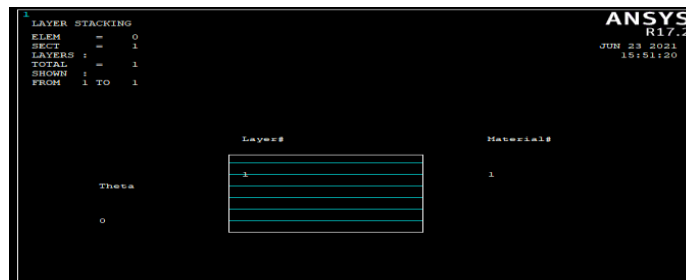 1
LAYER STACKING
ELEM = 0
SECT = 1
LAYERS :
TOTAL = 1
SHOWN :
FROM 1 TO 1
ANSYS
R17.2
JUN 23 2021
15:51:20
Layer# Material#
1 1
Theta
0